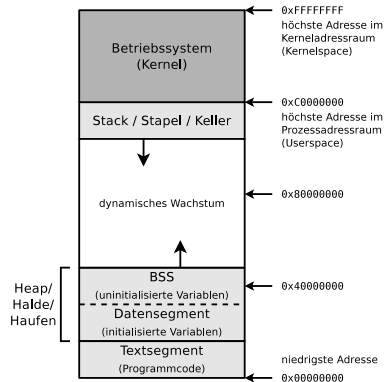 0xFFFFFFFF
höchste Adresse im
Kerneladressraum
(Kernelspace)
Betriebssystem
(Kernel)
0xC0000000
höchste Adresse im
Prozessadressraum
(Userspace)
Stack / Stapel / Keller
dynamisches Wachstum
0x80000000
Heap/
Halde/
Haufen
BSS
(uninitialisierte Variablen)
0x40000000
Datensegment
(initialisierte Variablen)
Textsegment
(Programmcode)
niedrigste Adresse
0x00000000